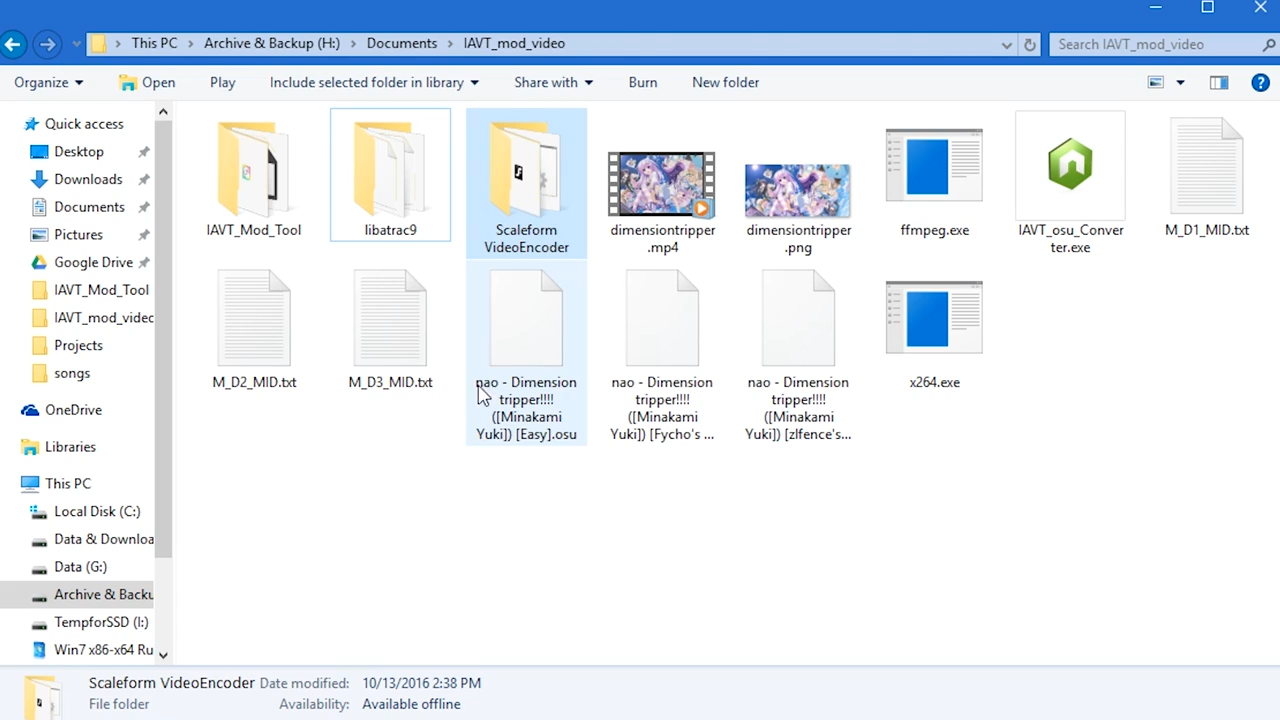 This PC
Archive & Backup (H:)
Documents
IAVT_mod_video
Search IAVT_mod_video
Organize
Open
Play
Include selected folder in library
Share with
Burn
New folder
Quick access
Desktop
Downloads
Documents
Pictures
Google Drive
IAVT_Mod_Tool
IAVT_mod_videc
Projects
songs
OneDrive
Libraries
This PC
Local Disk (C:)
Data & Downloa
Data (G:)
Archive & Backu
TempforSSD (I:)
Win7 x86-x64 Ru
IAVT_Mod_Tool
libatrac9
Scaleform
VideoEncoder
dimensiontripper
.mp4
dimensiontripper
.png
ffmpeg.exe
IAVT_osu_Conver
ter.exe
M_D1_MID.txt
M_D2_MID.txt
M_D3_MID.txt
nao - Dimension
tripper!!!!
([Minakami
Yuki]) [Easy].osu
nao - Dimension
tripper!!!!
([Minakami
Yuki]) [Fycho's ...
nao - Dimension
tripper!!!!
([Minakami
Yuki]) [zlfence's...
x264.exe
Scaleform VideoEncoder Date modified: 10/13/2016 2:38 PM
File folder Availability: Available offline